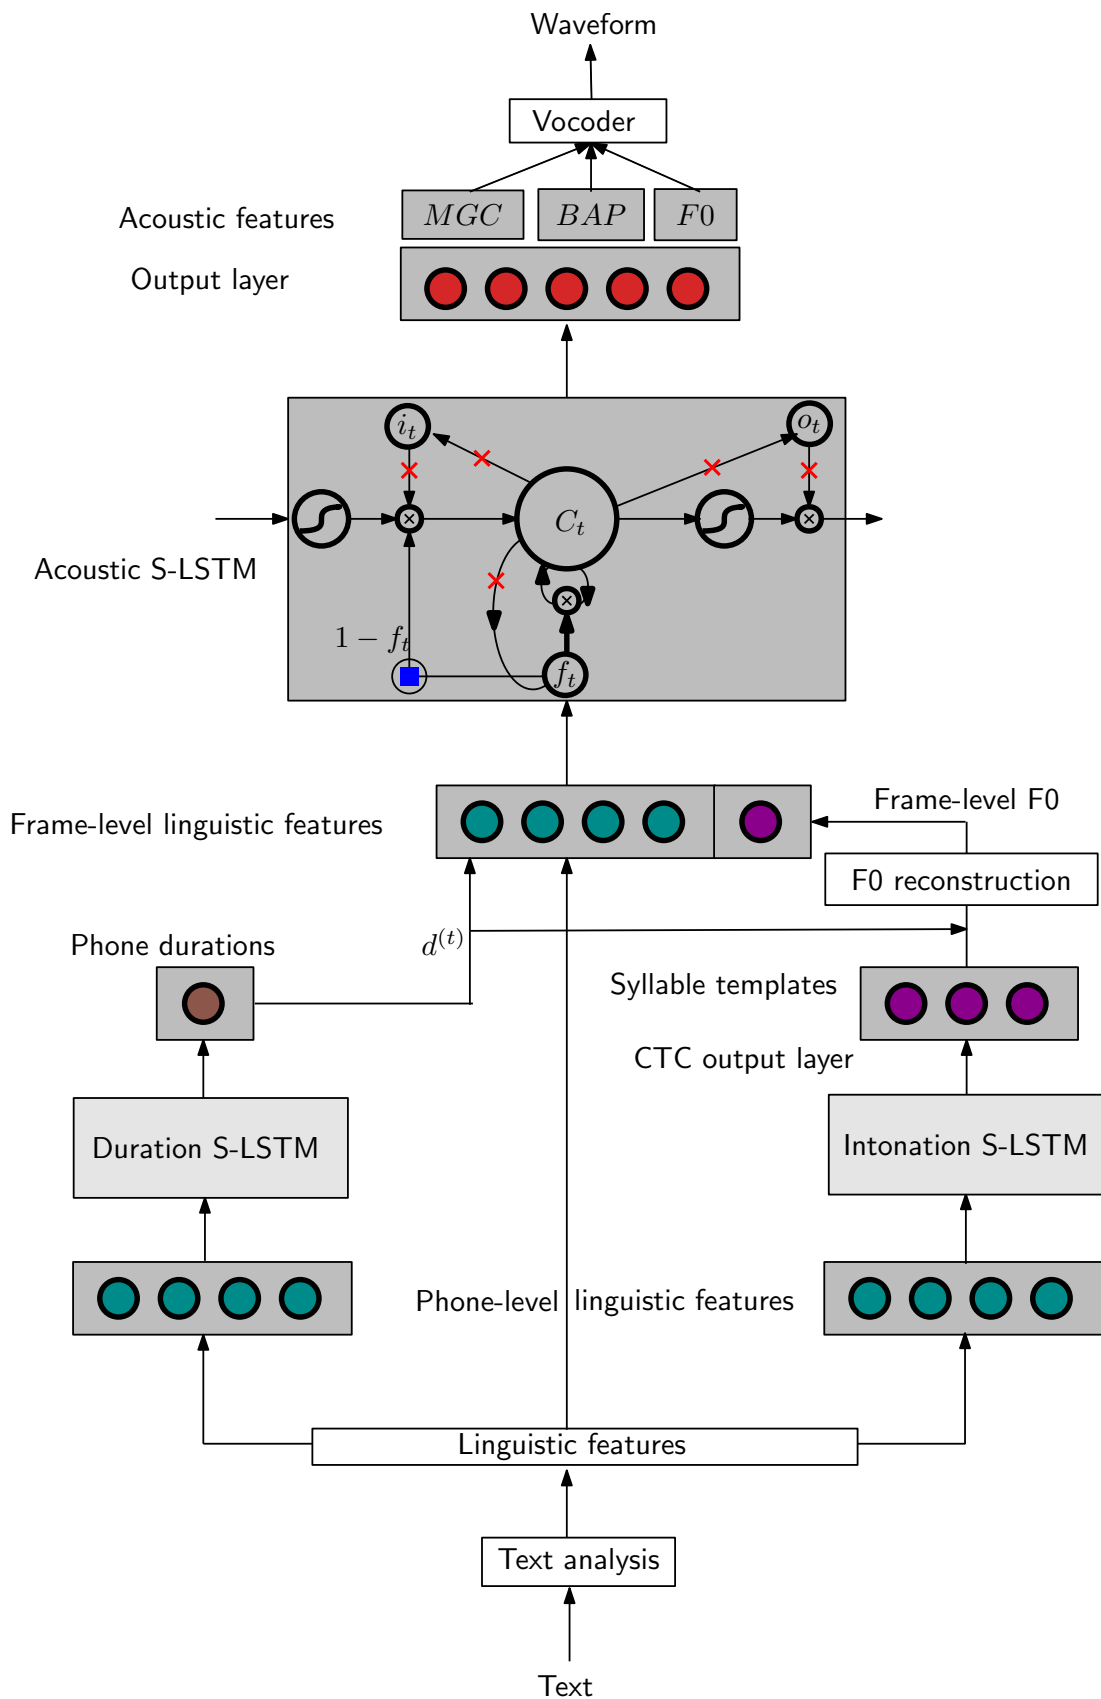 Waveform
Vocoder
Acoustic features
MGC
BAP
F0
Output layer
i_t
o_t
×
C_t
×
Acoustic S-LSTM
×
1 − f_t
f_t
Frame-level F0
Frame-level linguistic features
F0 reconstruction
Phone durations
d^(t)
Syllable templates
CTC output layer
Duration S-LSTM
Intonation S-LSTM
Phone-level linguistic features
Linguistic features
Text analysis
Text